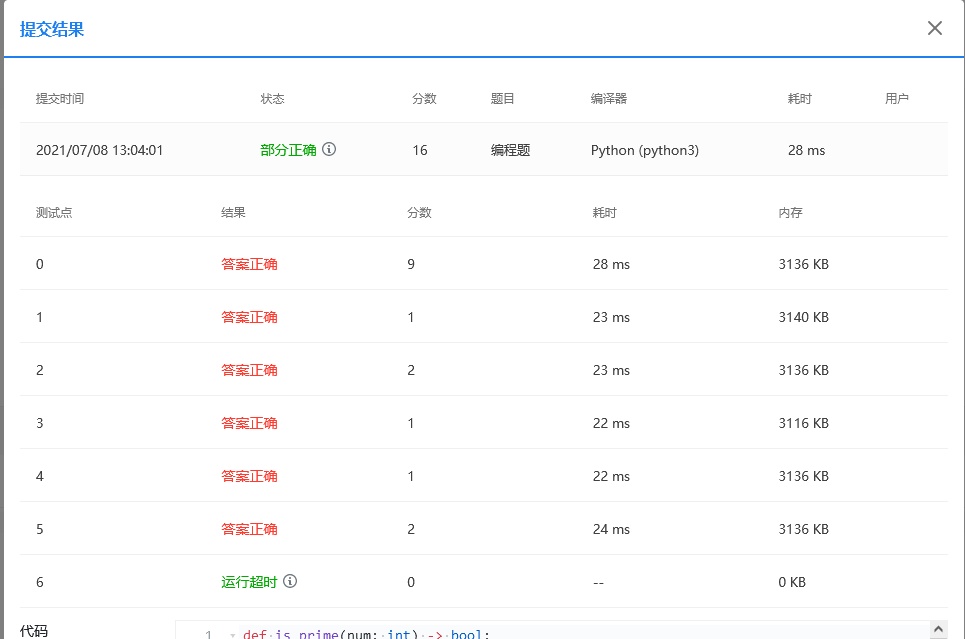 提交结果
提交时间 状态 分数 题目 编译器 耗时 用户
2021/07/08 13:04:01 部分正确 16 编程题 Python (python3) 28 ms
测试点 结果 分数 耗时 内存
0 答案正确 9 28 ms 3136 KB
1 答案正确 1 23 ms 3140 KB
2 答案正确 2 23 ms 3136 KB
3 答案正确 1 22 ms 3116 KB
4 答案正确 1 22 ms 3136 KB
5 答案正确 2 24 ms 3136 KB
6 运行超时 0 -- 0 KB
代码
1 def is_prime(num: int) -> bool: